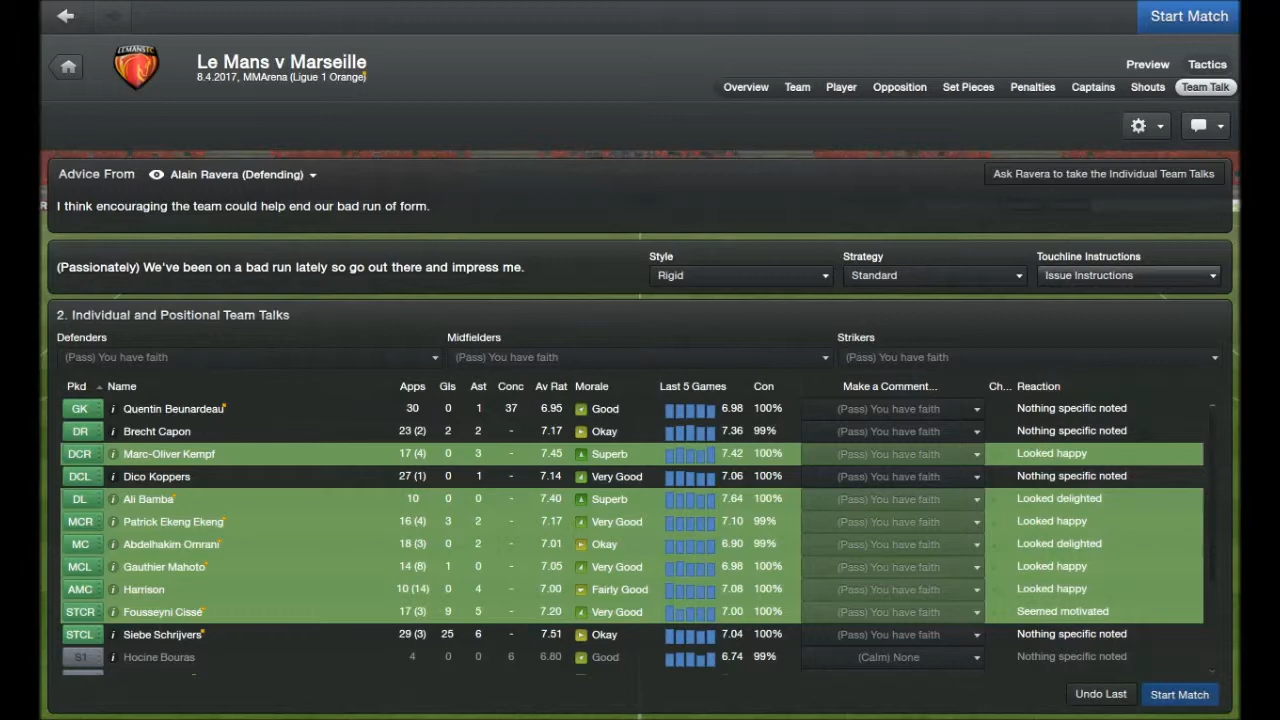 Start Match
LEMANS FC
Le Mans v Marseille
8.4.2017, MMArena (Ligue 1 Orange)
Preview Tactics
Overview Team Player Opposition Set Pieces Penalties Captains Shouts Team Talk
Advice From Alain Ravera (Defending) Ask Ravera to take the Individual Team Talks
I think encouraging the team could help end our bad run of form.
Style Strategy Touchline Instructions
(Passionately) We've been on a bad run lately so go out there and impress me. Rigid Standard Issue Instructions
2. Individual and Positional Team Talks
Defenders Midfielders Strikers
(Pass) You have faith (Pass) You have faith (Pass) You have faith
Pkd Name Apps Gls Ast Conc Av Rat Morale Last 5 Games Con Make a Comment... Ch... Reaction
GK i Quentin Beunardeau 30 0 1 37 6.95 Good 6.98 100% (Pass) You have faith Nothing specific noted
DR i Brecht Capon 23 (2) 2 2 - 7.17 Okay 7.36 99% (Pass) You have faith Nothing specific noted
DCR i Marc-Oliver Kempf 17 (4) 0 3 - 7.45 Superb 7.42 100% (Pass) You have faith Looked happy
DCL i Dico Koppers 27 (1) 0 1 - 7.14 Very Good 7.06 100% (Pass) You have faith Nothing specific noted
DL i Ali Bamba 10 0 0 - 7.40 Superb 7.64 100% (Pass) You have faith Looked delighted
MCR i Patrick Ekeng Ekeng 16 (4) 3 2 - 7.17 Very Good 7.10 99% (Pass) You have faith Looked happy
MC i Abdelhakim Omrani 18 (3) 0 2 - 7.01 Okay 6.90 99% (Pass) You have faith Looked delighted
MCL i Gauthier Mahoto 14 (8) 1 0 - 7.05 Very Good 6.98 100% (Pass) You have faith Looked happy
AMC i Harrison 10 (14) 0 4 - 7.00 Fairly Good 7.08 100% (Pass) You have faith Looked happy
STCR i Fousseyni Cissé 17 (3) 9 5 - 7.20 Very Good 7.00 100% (Pass) You have faith Seemed motivated
STCL i Siebe Schrijvers 29 (3) 25 6 - 7.51 Okay 7.04 100% (Pass) You have faith Nothing specific noted
S1 i Hocine Bouras 4 0 0 6 6.80 Good 6.74 99% (Calm) None Nothing specific noted
Undo Last Start Match